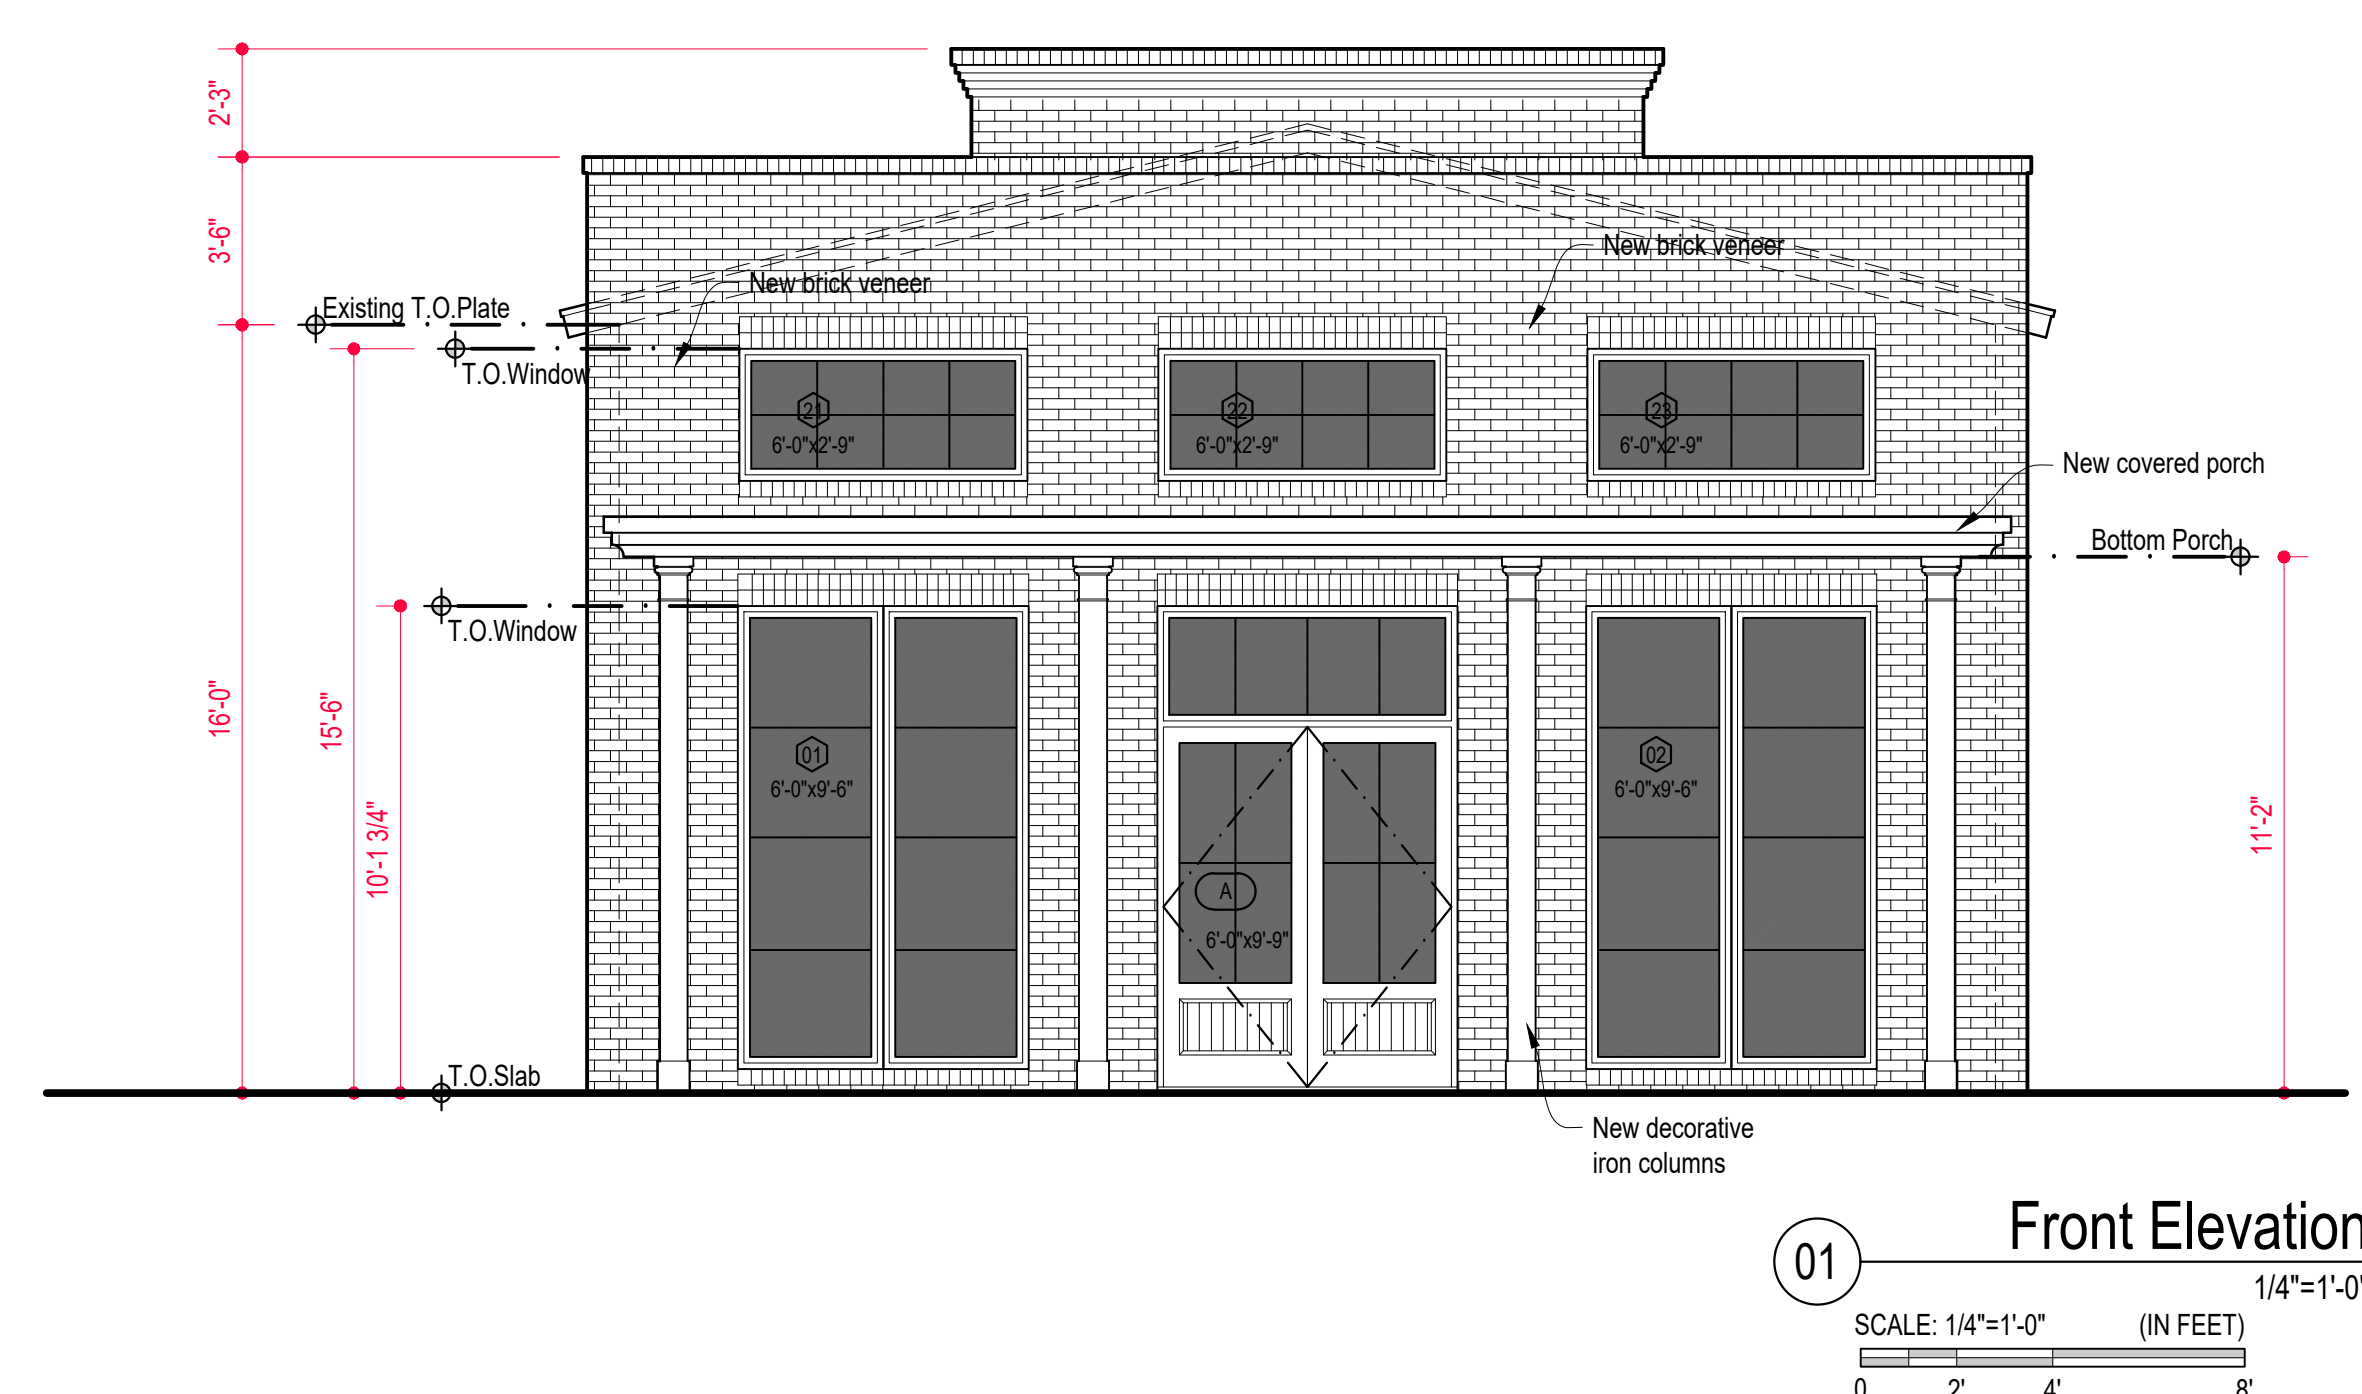 2'-3"
3'-6"
New brick veneer
New brick veneer
Existing T.O.Plate
T.O.Window
21
6'-0"x2'-9"
22
6'-0"x2'-9"
23
6'-0"x2'-9"
New covered porch
Bottom Porch
T.O.Window
16'-0"
15'-6"
10'-1 3/4"
01
6'-0"x9'-6"
02
6'-0"x9'-6"
11'-2"
A
6'-0"x9'-9"
T.O.Slab
New decorative
iron columns
01
Front Elevation
1/4"=1'-0"
SCALE: 1/4"=1'-0" (IN FEET)
0 2' 4' 8'